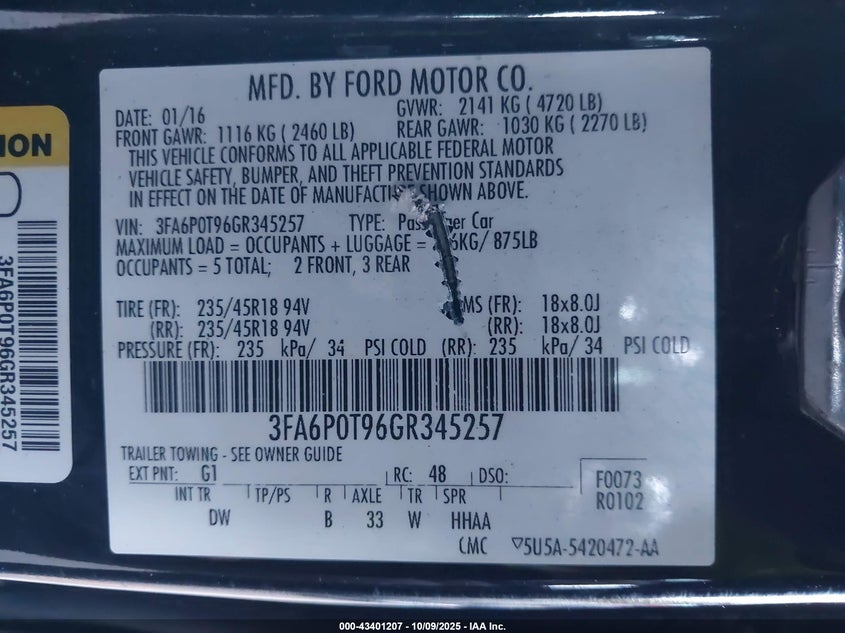 MFD. BY FORD MOTOR CO.
DATE: 01/16 GVWR: 2141 KG ( 4720 LB)
FRONT GAWR: 1116 KG ( 2460 LB) REAR GAWR: 1030 KG ( 2270 LB)
THIS VEHICLE CONFORMS TO ALL APPLICABLE FEDERAL MOTOR
VEHICLE SAFETY, BUMPER, AND THEFT PREVENTION STANDARDS
IN EFFECT ON THE DATE OF MANUFACTURE SHOWN ABOVE.
VIN: 3FA6P0T96GR345257 TYPE: Passenger Car
MAXIMUM LOAD = OCCUPANTS + LUGGAGE = 6KG/ 875LB
OCCUPANTS = 5 TOTAL; 2 FRONT, 3 REAR
TIRE (FR): 235/45R18 94V MS (FR): 18x8.0J
(RR): 235/45R18 94V (RR): 18x8.0J
PRESSURE (FR): 235 kPa/ 34 PSI COLD (RR): 235 kPa/ 34 PSI COLD
3FA6P0T96GR345257
TRAILER TOWING - SEE OWNER GUIDE
EXT PNT: G1 RC: 48 DSO:
F0073
R0102
INT TR TP/PS R AXLE TR SPR
DW B 33 W HHAA
CMC ▽5U5A-5420472-AA
ION
3FA6P0T96GR345257
000-43401207 - 10/09/2025 - IAA Inc.